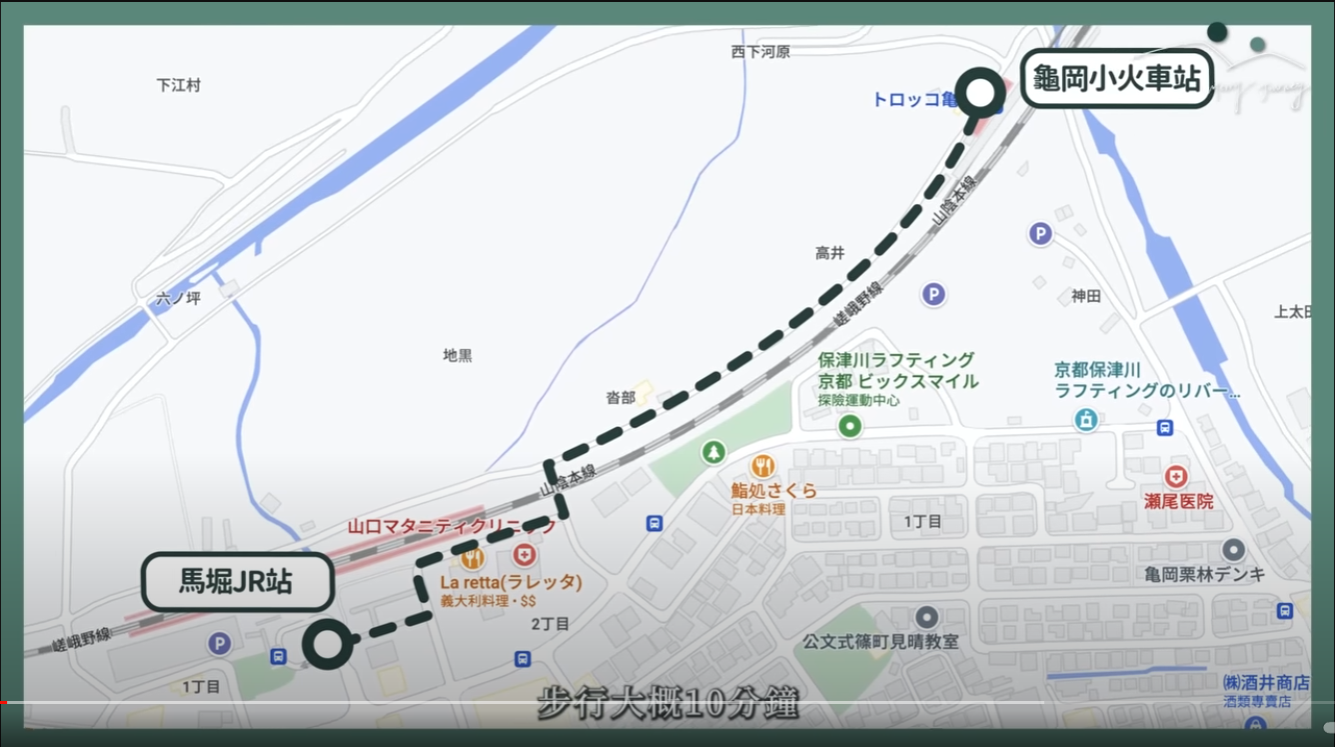 西下河原
下江村
亀岡小火車站
トロッコ亀
山陰本線
高井
嵯峨野線
神田
六ノ坪
上太田
地黒
沓部
保津川ラフティング
京都 ビックスマイル
探險運動中心
京都保津川
ラフティングのリバー...
山陰本線
鮨処さくら
日本料理
瀬尾医院
山口マタニティクリニック
1丁目
馬堀JR站
La retta(ラレッタ)
義大利料理・$$
亀岡栗林デンキ
2丁目
嵯峨野線
公文式篠町見晴教室
1丁目
步行大概10分鐘
㈱酒井商店
酒類專賣店